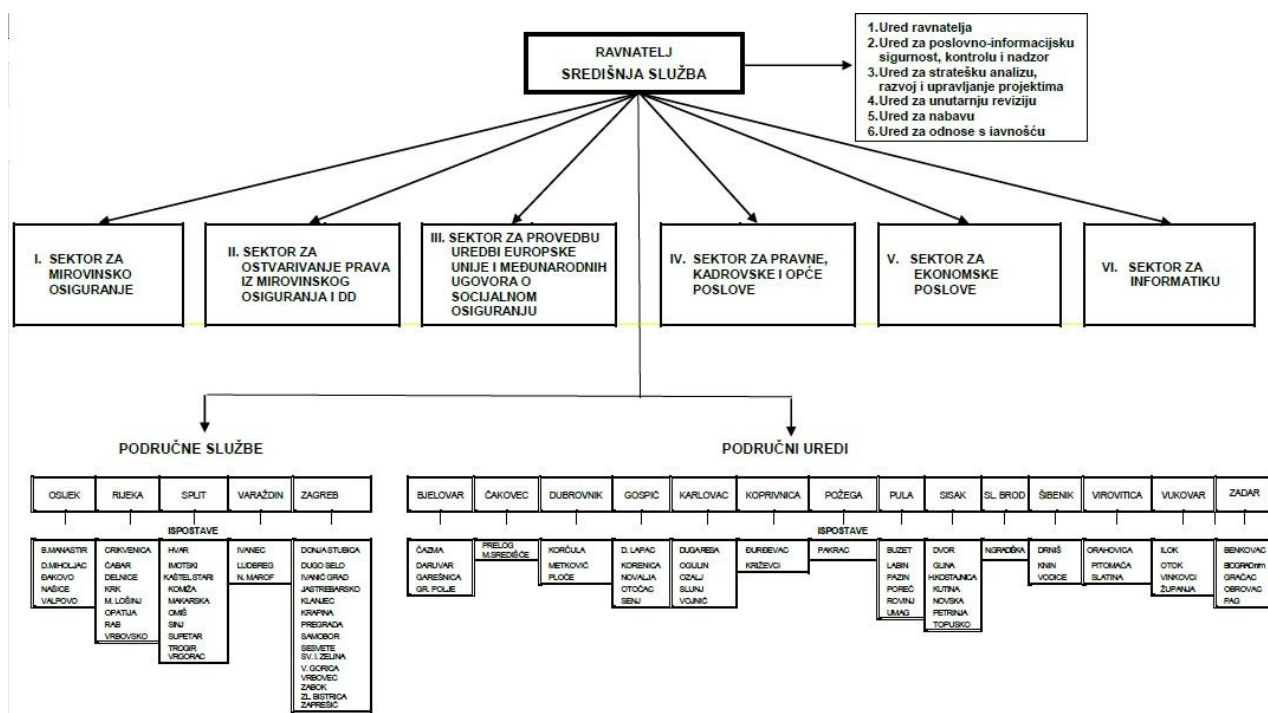 RAVNATELJ
SREDIŠNJA SLUŽBA
1.Ured ravnatelja
2.Ured za poslovno-informacijsku
sigurnost, kontrolu i nadzor
3.Ured za stratešku analizu,
razvoj i upravljanje projektima
4.Ured za unutarnju reviziju
5.Ured za nabavu
6.Ured za odnose s iavnošću
I. SEKTOR ZA
MIROVINSKO
OSIGURANJE
II. SEKTOR ZA
OSTVARIVANJE PRAVA
IZ MIROVINSKOG
OSIGURANJA I DD
III. SEKTOR ZA PROVEDBU
UREDBI EUROPSKE
UNIJE I MEĐUNARODNIH
UGOVORA O
SOCIJALNOM
OSIGURANJU
IV. SEKTOR ZA PRAVNE,
KADROVSKE I OPĆE
POSLOVE
V. SEKTOR ZA
EKONOMSKE
POSLOVE
VI. SEKTOR ZA
INFORMATIKU
PODRUČNE SLUŽBE
OSIJEK
RIJEKA
SPLIT
VARAŽDIN
ZAGREB
ISPOSTAVE
B.MANASTIR
D.MIHOLJAC
ĐAKOVO
NAŠICE
VALPOVO
CRIKVENICA
ČABAR
DELNICE
KRK
M. LOŠINJ
OPATIJA
RAB
VRBOVSKO
HVAR
IMOTSKI
KAŠTEL STARI
KOMIŽA
MAKARSKA
OMIŠ
SINJ
SUPETAR
TROGIR
VRGORAC
IVANEC
LUDBREG
N. MAROF
DONJA STUBICA
DUGO SELO
IVANIĆ GRAD
JASTREBARSKO
KLANJEC
KRAPINA
PREGRADA
SAMOBOR
SESVETE
SV. I. ZELINA
V. GORICA
VRBOVEC
ZABOK
ZL. BISTRICA
ZAPREŠIĆ
PODRUČNI UREDI
BJELOVAR
ČAKOVEC
DUBROVNIK
GOSPIĆ
KARLOVAC
KOPRIVNICA
POŽEGA
PULA
SISAK
SL. BROD
ŠIBENIK
VIROVITICA
VUKOVAR
ZADAR
ISPOSTAVE
ČAZMA
DARUVAR
GAREŠNICA
GR. POLJE
PRELOG
M.SREDIŠĆE
KORČULA
METKOVIĆ
PLOČE
D. LAPAC
KORENICA
NOVALJA
OTOČAC
SENJ
DUGA RESA
OGULIN
OZALJ
SLUNJ
VOJNIĆ
ĐURĐEVAC
KRIŽEVCI
PAKRAC
BUZET
LABIN
PAZIN
POREČ
ROVINJ
UMAG
DVOR
GLINA
H.KOSTAJNICA
KUTINA
NOVSKA
PETRINJA
TOPUSKO
N.GRADIŠKA
DRNIŠ
KNIN
VODICE
ORAHOVICA
PITOMAČA
SLATINA
ILOK
OTOK
VINKOVCI
ŽUPANJA
BENKOVAC
BIOGRADn/m
GRAČAC
OBROVAC
PAG